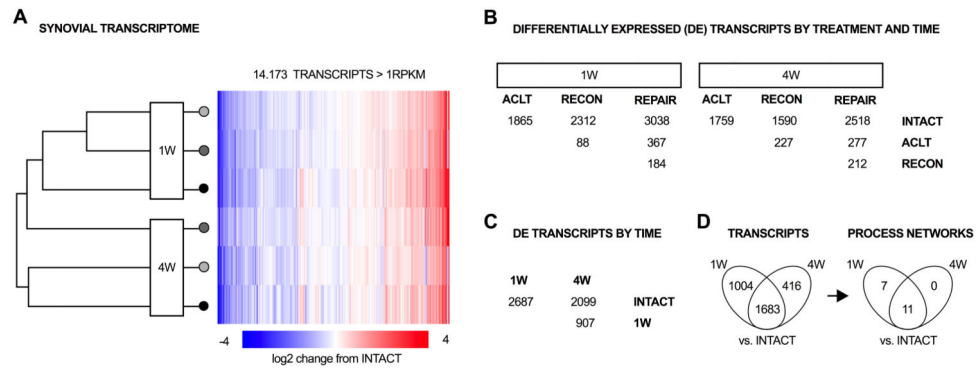 A
SYNOVIAL TRANSCRIPTOME
14.173 TRANSCRIPTS > 1RPKM
1W
4W
-4
4
log2 change from INTACT
B
DIFFERENTIALLY EXPRESSED (DE) TRANSCRIPTS BY TREATMENT AND TIME
1W 4W
ACLT RECON REPAIR ACLT RECON REPAIR
1865 2312 3038 1759 1590 2518 INTACT
88 367 227 277 ACLT
184 212 RECON
C
DE TRANSCRIPTS BY TIME
1W 4W
2687 2099 INTACT
907 1W
D
TRANSCRIPTS PROCESS NETWORKS
1W 4W 1W 4W
1004 416 7 0
1683 11
vs. INTACT vs. INTACT